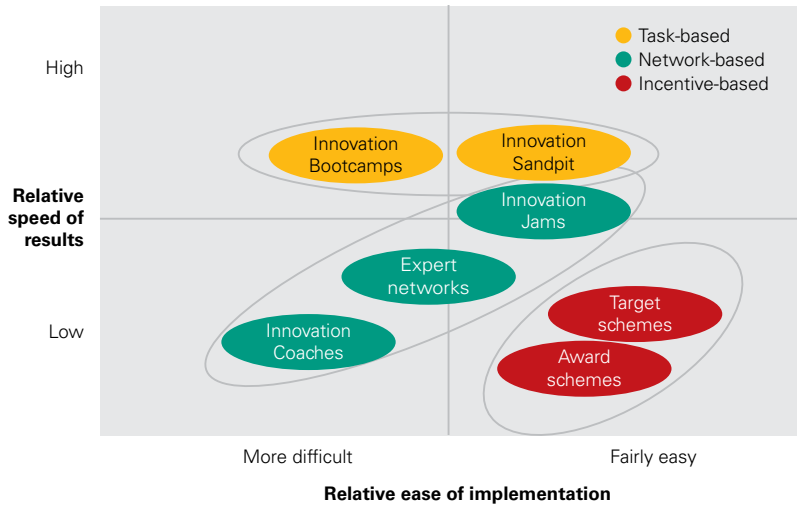 High
Task-based
Network-based
Incentive-based
Innovation
Bootcamps
Innovation
Sandpit
Relative
speed of
results
Innovation
Jams
Expert
networks
Low
Innovation
Coaches
Target
schemes
Award
schemes
More difficult
Fairly easy
Relative ease of implementation